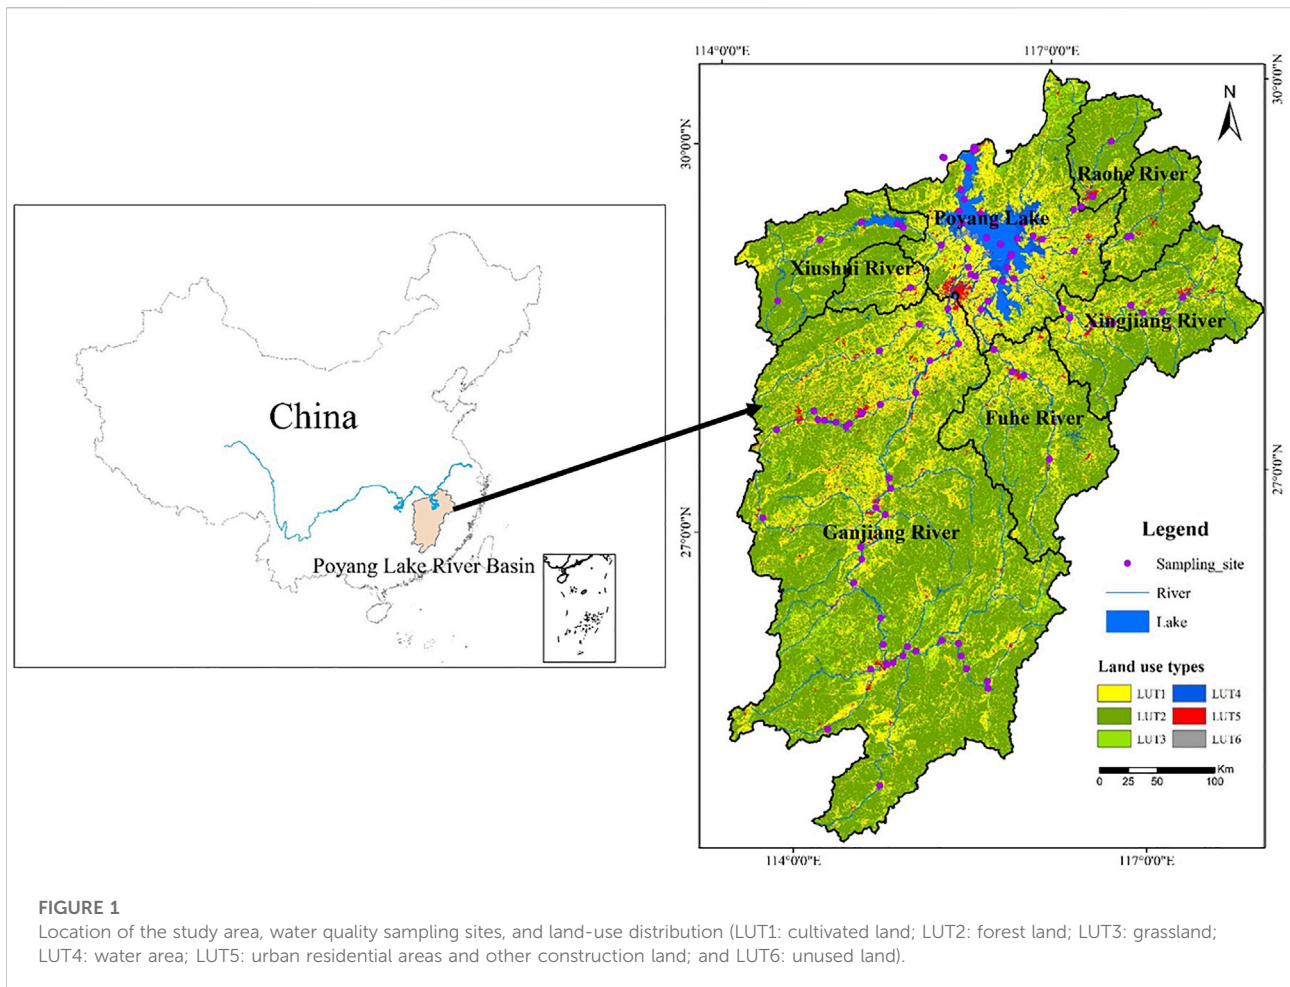 114°0'0"E
117°0'0"E
30°0'0"N
30°0'0"N
N
Raohe River
Poyang Lake
Xiushui River
Xingjiang River
China
Fuhe River
27°0'0"N
27°0'0"N
Ganjiang River
Poyang Lake River Basin
Legend
Sampling_site
River
Lake
Land use types
LUT1 LUT4
LUT2 LUT5
LUT3 LUT6
Km
0 25 50 100
114°0'0"E
117°0'0"E
FIGURE 1
Location of the study area, water quality sampling sites, and land-use distribution (LUT1: cultivated land; LUT2: forest land; LUT3: grassland;
LUT4: water area; LUT5: urban residential areas and other construction land; and LUT6: unused land).